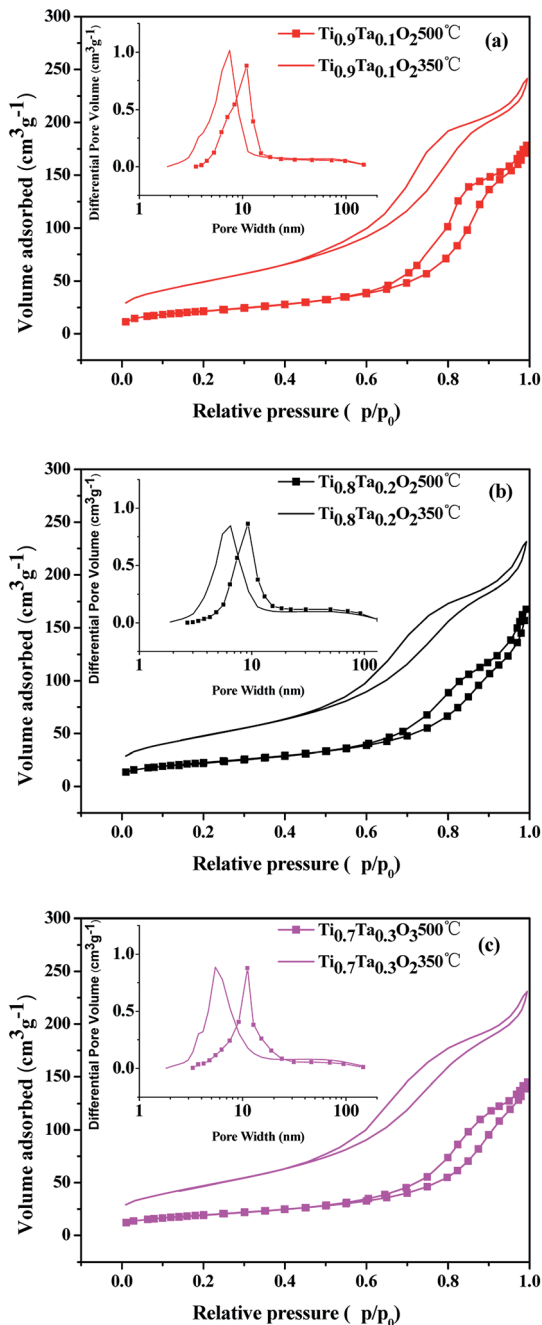 (a)
Ti0.9Ta0.1O2500℃
Ti0.9Ta0.1O2350℃
Differential Pore Volume (cm3g-1)
1.0
0.5
0.0
1 10 100
Pore Width (nm)
Volume adsorbed (cm3g-1)
300
250
200
150
100
50
0
0.0 0.2 0.4 0.6 0.8 1.0
Relative pressure ( p/p0)
(b)
Ti0.8Ta0.2O2500℃
Ti0.8Ta0.2O2350℃
Differential Pore Volume (cm3g-1)
1.0
0.5
0.0
1 10 100
Pore Width (nm)
Volume adsorbed (cm3g-1)
300
250
200
150
100
50
0
0.0 0.2 0.4 0.6 0.8 1.0
Relative pressure ( p/p0)
(c)
Ti0.7Ta0.3O3500℃
Ti0.7Ta0.3O2350℃
Differential Pore Volume (cm3g-1)
1.0
0.5
0.0
1 10 100
Pore Width (nm)
Volume adsorbed (cm3g-1)
300
250
200
150
100
50
0
0.0 0.2 0.4 0.6 0.8 1.0
Relative pressure ( p/p0)